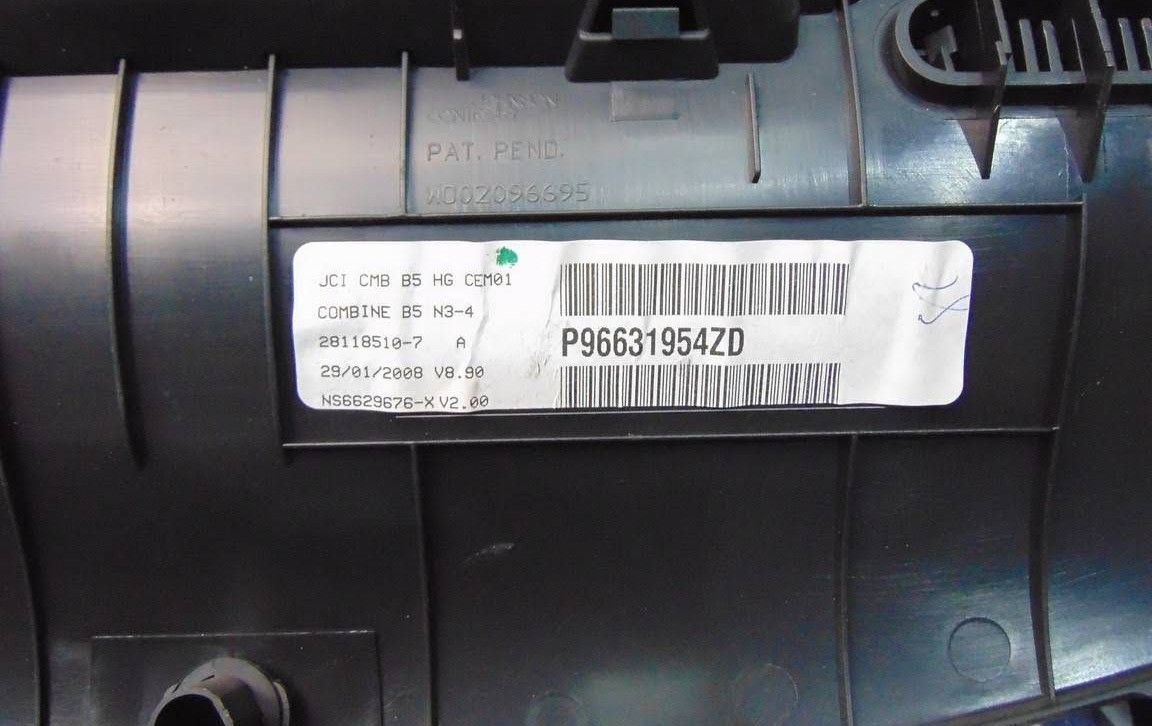 PAT. PEND.
W002096695
JCI CMB B5 HG CEM01
COMBINE B5 N3-4
28118510-7 A
29/01/2008 V8.90
NS6629676-X V2.00
P96631954ZD